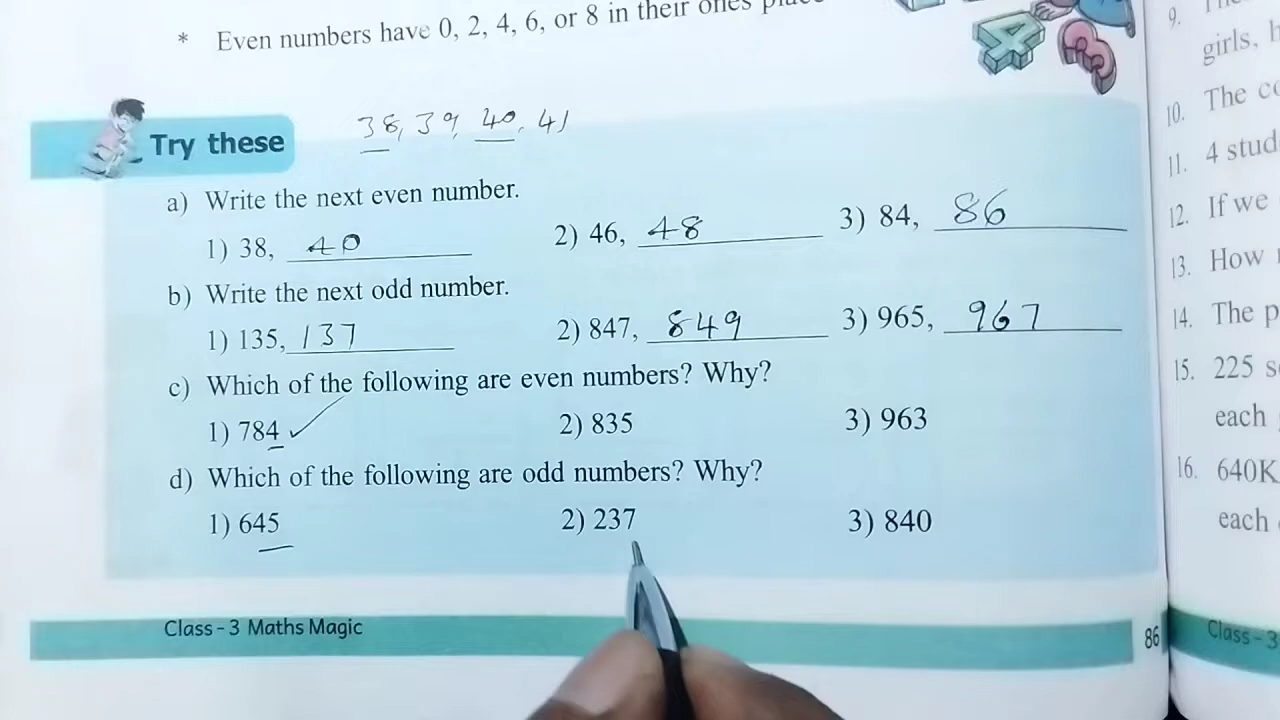 * Even numbers have 0, 2, 4, 6, or 8 in their ones place
4 3
38, 39, 40, 41
Try these
a) Write the next even number.
1) 38, 40 2) 46, 48 3) 84, 86
b) Write the next odd number.
1) 135, 137 2) 847, 849 3) 965, 967
c) Which of the following are even numbers? Why?
1) 784 ✓ 2) 835 3) 963
d) Which of the following are odd numbers? Why?
1) 645 2) 237 3) 840
Class - 3 Maths Magic
86
9.
girls,
10. The
11. 4
12. If we
13. How
14. The
15. 225
each
16. 640K
each
Class - 3